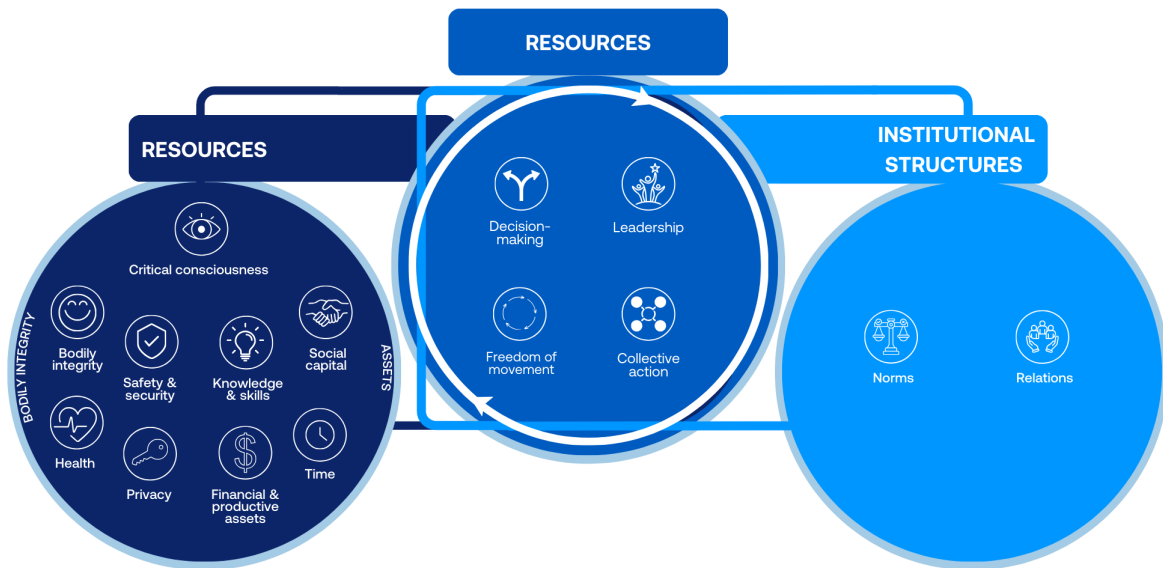 RESOURCES
RESOURCES
INSTITUTIONAL
STRUCTURES
Critical consciousness
BODILY INTEGRITY
ASSETS
Bodily
integrity
Safety &
security
Knowledge
& skills
Social
capital
Health
Privacy
Financial &
productive
assets
Time
Decision-
making
Leadership
Freedom of
movement
Collective
action
Norms
Relations